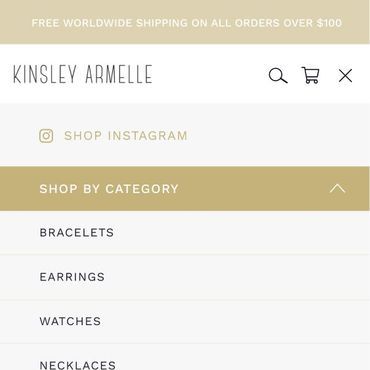 FREE WORLDWIDE SHIPPING ON ALL ORDERS OVER $100
KINSLEY ARMELLE
SHOP INSTAGRAM
SHOP BY CATEGORY
BRACELETS
EARRINGS
WATCHES
NECKLACES